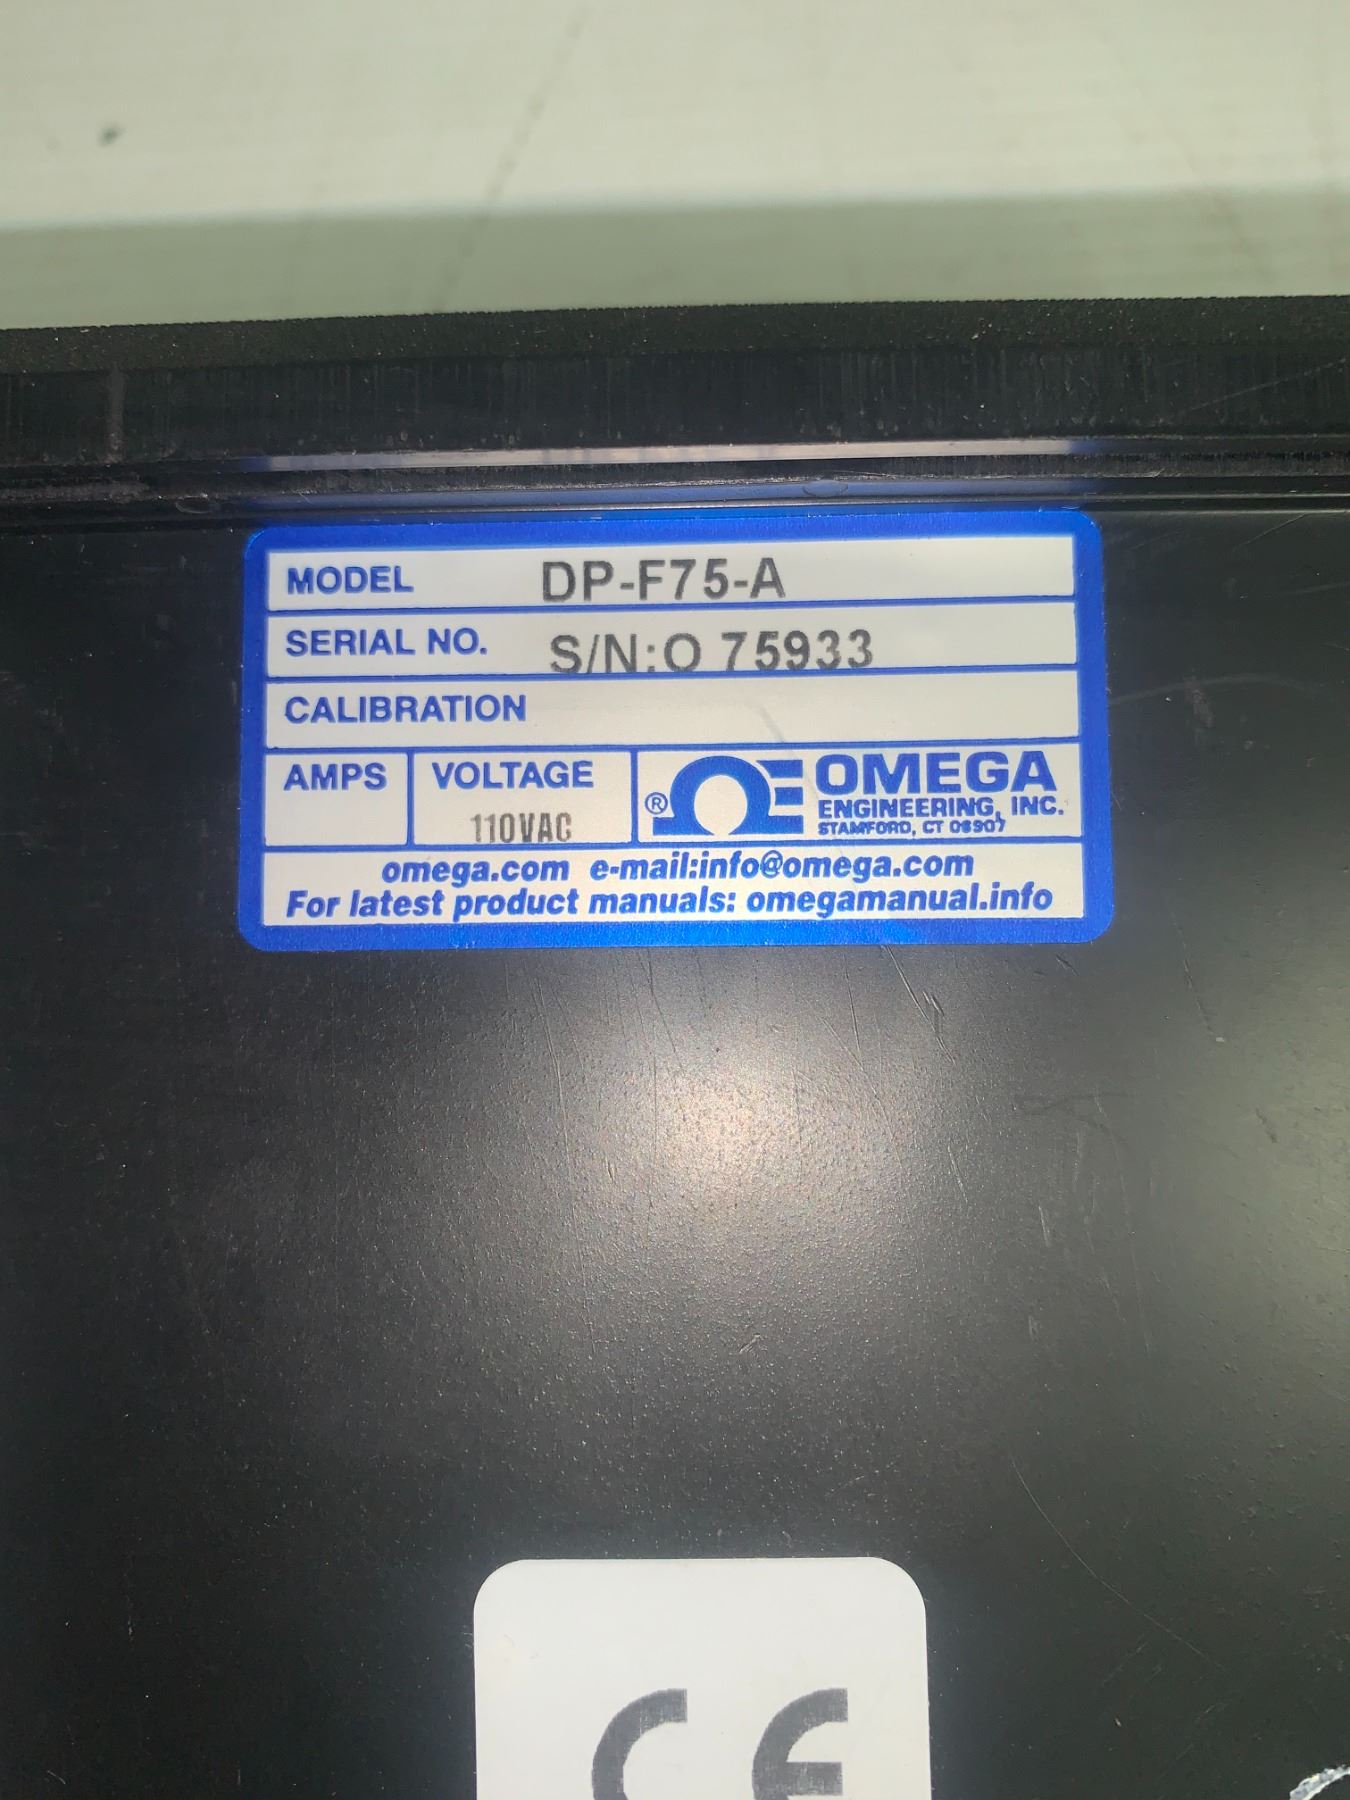 MODEL DP-F75-A
SERIAL NO. S/N:O 75933
CALIBRATION
AMPS VOLTAGE
110VAC
® OMEGA
ENGINEERING, INC.
STAMFORD, CT 06907
omega.com e-mail:info@omega.com
For latest product manuals: omegamanual.info
CE